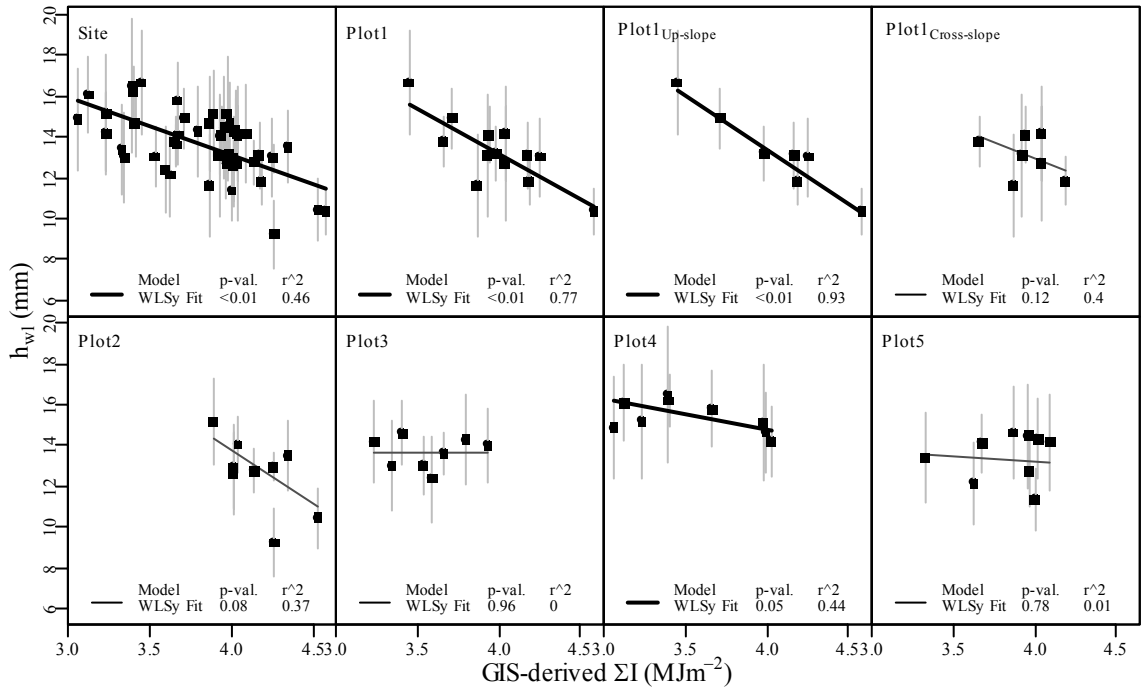 Site
Plot1
Plot1Up-slope
Plot1Cross-slope
20
18
16
14
12
10
8
6
Model p-val. r^2
WLSy Fit <0.01 0.46
Model p-val. r^2
WLSy Fit <0.01 0.77
Model p-val. r^2
WLSy Fit <0.01 0.93
Model p-val. r^2
WLSy Fit 0.12 0.4
hwl (mm)
Plot2
Plot3
Plot4
Plot5
20
18
16
14
12
10
8
6
Model p-val. r^2
WLSy Fit 0.08 0.37
Model p-val. r^2
WLSy Fit 0.96 0
Model p-val. r^2
WLSy Fit 0.05 0.44
Model p-val. r^2
WLSy Fit 0.78 0.01
3.0 3.5 4.0 4.53.0 3.5 4.0 4.53.0 3.5 4.0 4.53.0 3.5 4.0 4.5
GIS-derived ΣI (MJm⁻²)